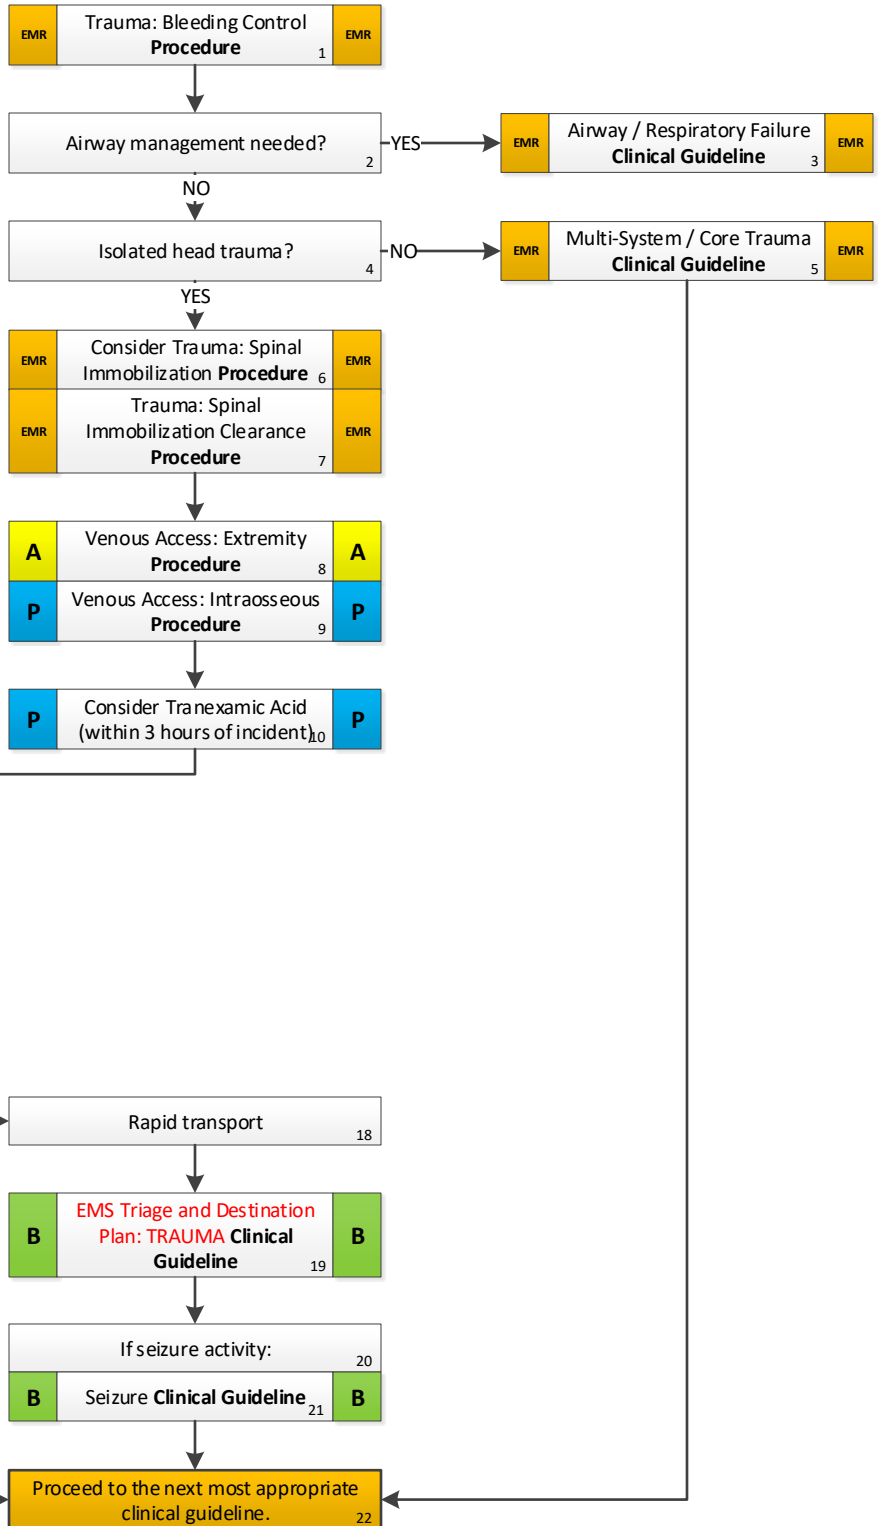 EMR
Trauma: Bleeding Control
Procedure
1
EMR
Airway management needed?
2
YES
EMR
Airway / Respiratory Failure
Clinical Guideline
3
EMR
NO
Isolated head trauma?
4
NO
EMR
Multi-System / Core Trauma
Clinical Guideline
5
EMR
YES
EMR
Consider Trauma: Spinal
Immobilization Procedure
6
EMR
EMR
Trauma: Spinal
Immobilization Clearance
Procedure
7
EMR
A
Venous Access: Extremity
Procedure
8
A
P
Venous Access: Intraosseous
Procedure
9
P
P
Consider Tranexamic Acid
(within 3 hours of incident)
10
P
Rapid transport
18
B
EMS Triage and Destination
Plan: TRAUMA Clinical
Guideline
19
B
If seizure activity:
20
B
Seizure Clinical Guideline
21
B
Proceed to the next most appropriate
clinical guideline.
22